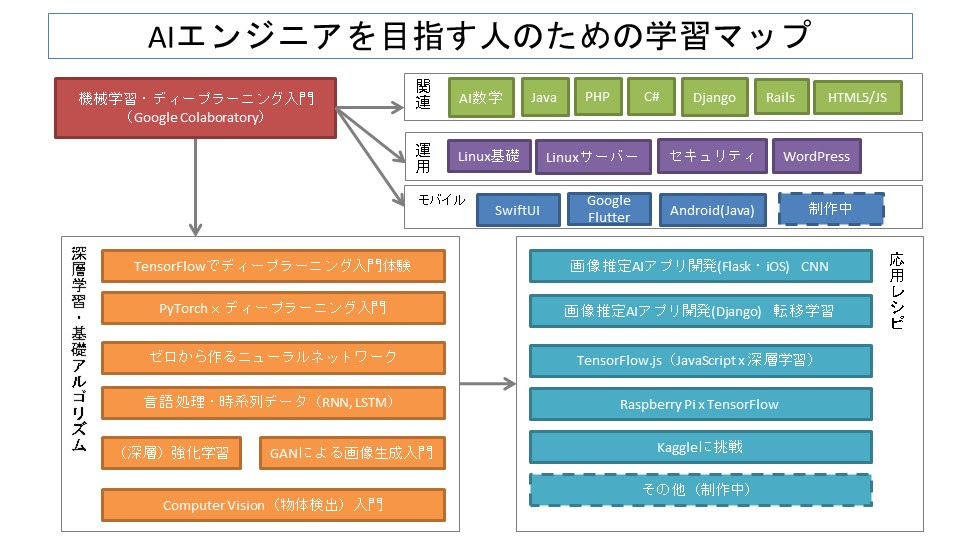 AIエンジニアを目指す人のための学習マップ
機械学習・ディープラーニング入門
（Google Colaboratory）
関連
AI数学
Java
PHP
C#
Django
Rails
HTML5/JS
運用
Linux基礎
Linuxサーバー
セキュリティ
WordPress
モバイル
SwiftUI
Google
Flutter
Android(Java)
制作中
深層学習・基礎アルゴリズム
TensorFlowでディープラーニング入門体験
PyTorch x ディープラーニング入門
ゼロから作るニューラルネットワーク
言語処理・時系列データ（RNN, LSTM）
（深層）強化学習
GANによる画像生成入門
Computer Vision（物体検出）入門
応用レシピ
画像推定AIアプリ開発(Flask・iOS) CNN
画像推定AIアプリ開発(Django) 転移学習
TensorFlow.js（JavaScript x 深層学習）
Raspberry Pi x TensorFlow
Kaggleに挑戦
その他（制作中）